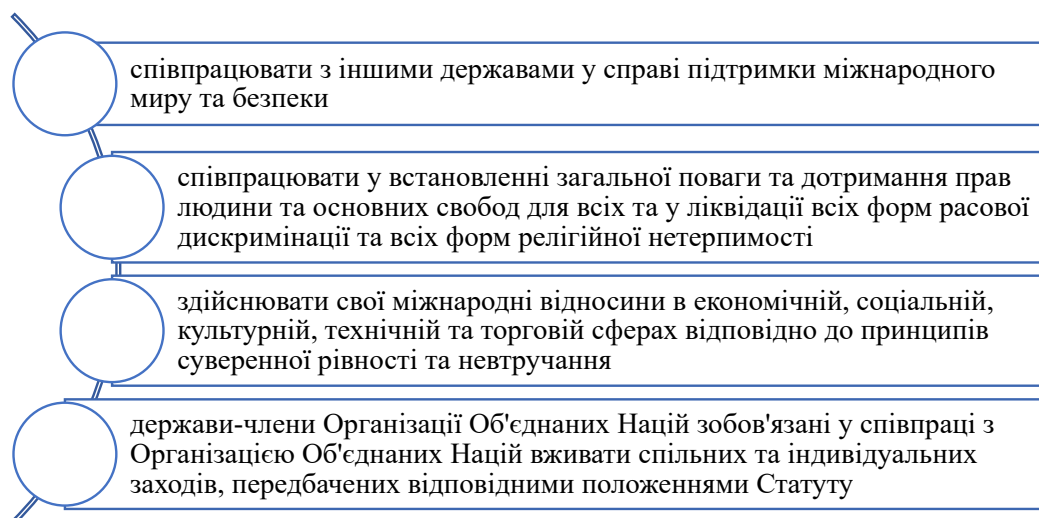 співпрацювати з іншими державами у справі підтримки міжнародного
миру та безпеки
співпрацювати у встановленні загальної поваги та дотримання прав
людини та основних свобод для всіх та у ліквідації всіх форм расової
дискримінації та всіх форм релігійної нетерпимості
здійснювати свої міжнародні відносини в економічній, соціальній,
культурній, технічній та торговій сферах відповідно до принципів
суверенної рівності та невтручання
держави-члени Організації Об'єднаних Націй зобов'язані у співпраці з
Організацією Об'єднаних Націй вживати спільних та індивідуальних
заходів, передбачених відповідними положеннями Статуту